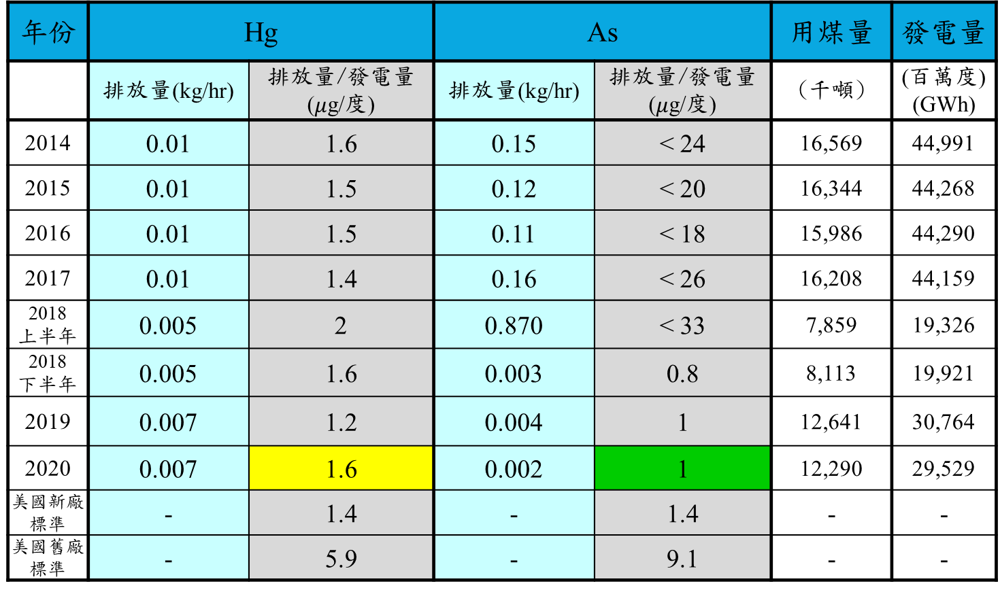 年份 Hg As 用煤量 發電量
排放量(kg/hr) 排放量/發電量 (μg/度) 排放量(kg/hr) 排放量/發電量 (μg/度) (千噸) (百萬度) (GWh)
2014 0.01 1.6 0.15 < 24 16,569 44,991
2015 0.01 1.5 0.12 < 20 16,344 44,268
2016 0.01 1.5 0.11 < 18 15,986 44,290
2017 0.01 1.4 0.16 < 26 16,208 44,159
2018 上半年 0.005 2 0.870 < 33 7,859 19,326
2018 下半年 0.005 1.6 0.003 0.8 8,113 19,921
2019 0.007 1.2 0.004 1 12,641 30,764
2020 0.007 1.6 0.002 1 12,290 29,529
美國新廠標準 - 1.4 - 1.4 - -
美國舊廠標準 - 5.9 - 9.1 - -